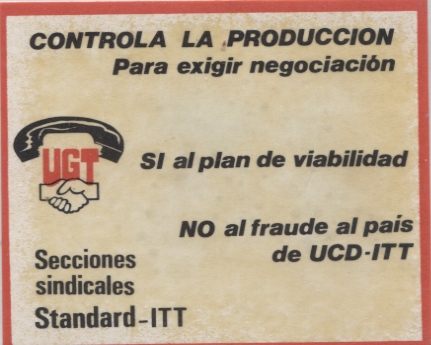 CONTROLA LA PRODUCCION
Para exigir negociación
UGT
SI al plan de viabilidad
NO al fraude al país
de UCD-ITT
Secciones
sindicales
Standard-ITT